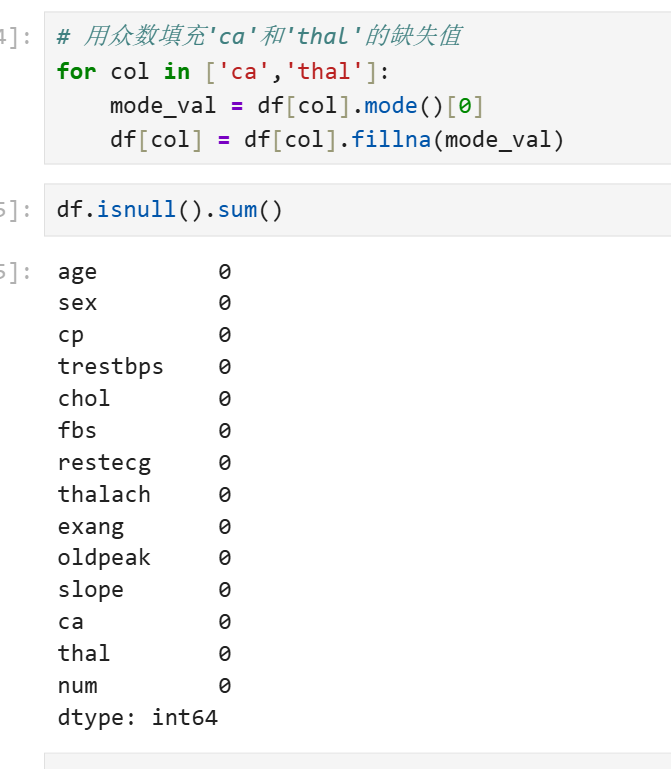 4]: # 用众数填充'ca'和'thal'的缺失值
for col in ['ca','thal']:
    mode_val = df[col].mode()[0]
    df[col] = df[col].fillna(mode_val)
5]: df.isnull().sum()
5]: age 0
sex 0
cp 0
trestbps 0
chol 0
fbs 0
restecg 0
thalach 0
exang 0
oldpeak 0
slope 0
ca 0
thal 0
num 0
dtype: int64